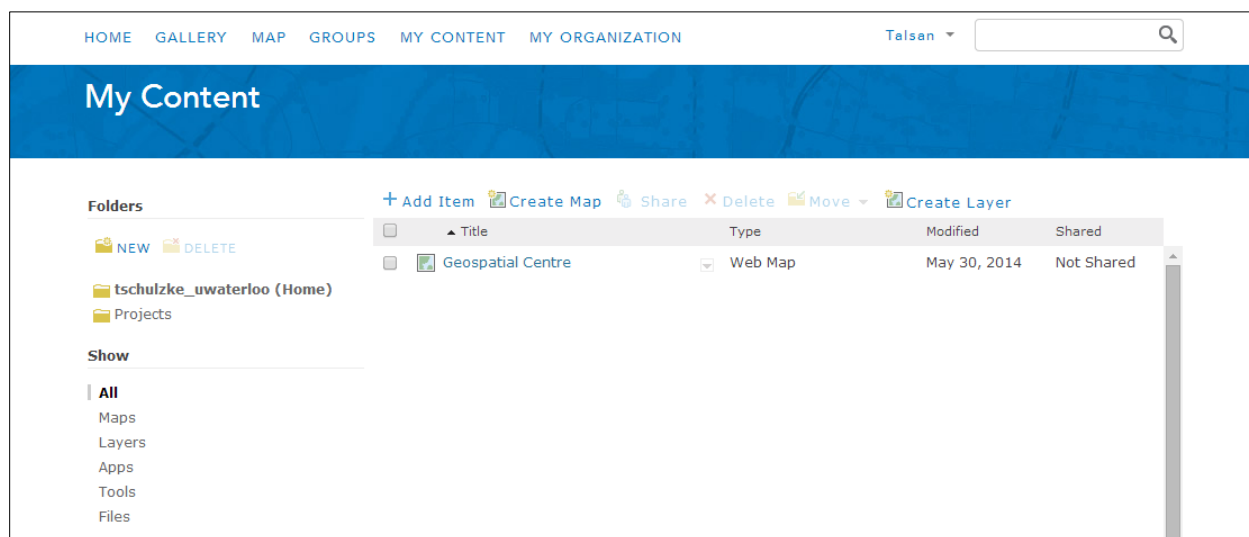 HOME GALLERY MAP GROUPS MY CONTENT MY ORGANIZATION Talsan
My Content
Folders
NEW DELETE
tschulzke_uwaterloo (Home)
Projects
Show
All
Maps
Layers
Apps
Tools
Files
+ Add Item Create Map Share Delete Move Create Layer
Title Type Modified Shared
Geospatial Centre Web Map May 30, 2014 Not Shared